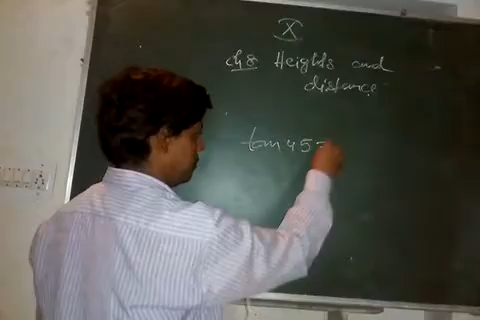 X
Ch 8 Heights and
distance
tan 45 =